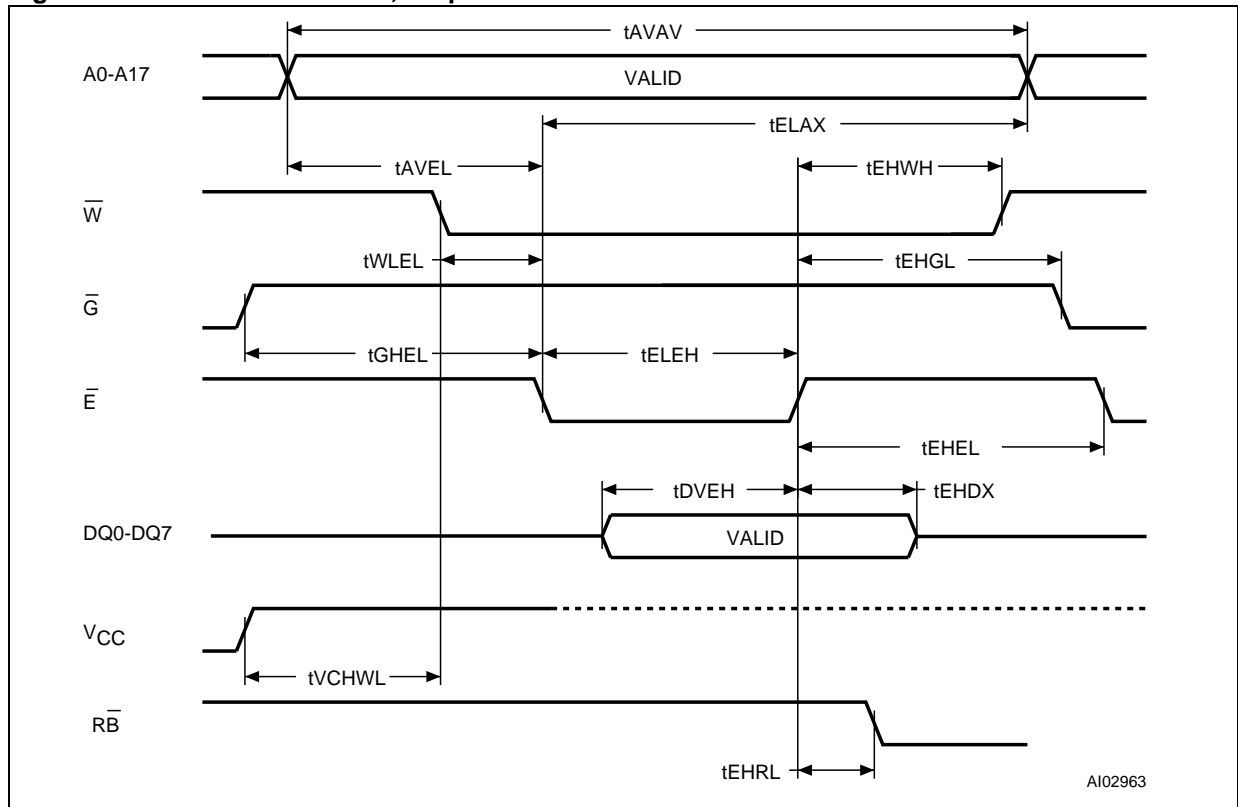 tAVAV
A0-A17
VALID
tELAX
tAVEL
tEHWH
W̅
tWLEL
tEHGL
G̅
tGHEL
tELEH
E̅
tEHEL
tDVEH
tEHDX
DQ0-DQ7
VALID
VCC
tVCHWL
RB̅
tEHRL
AI02963